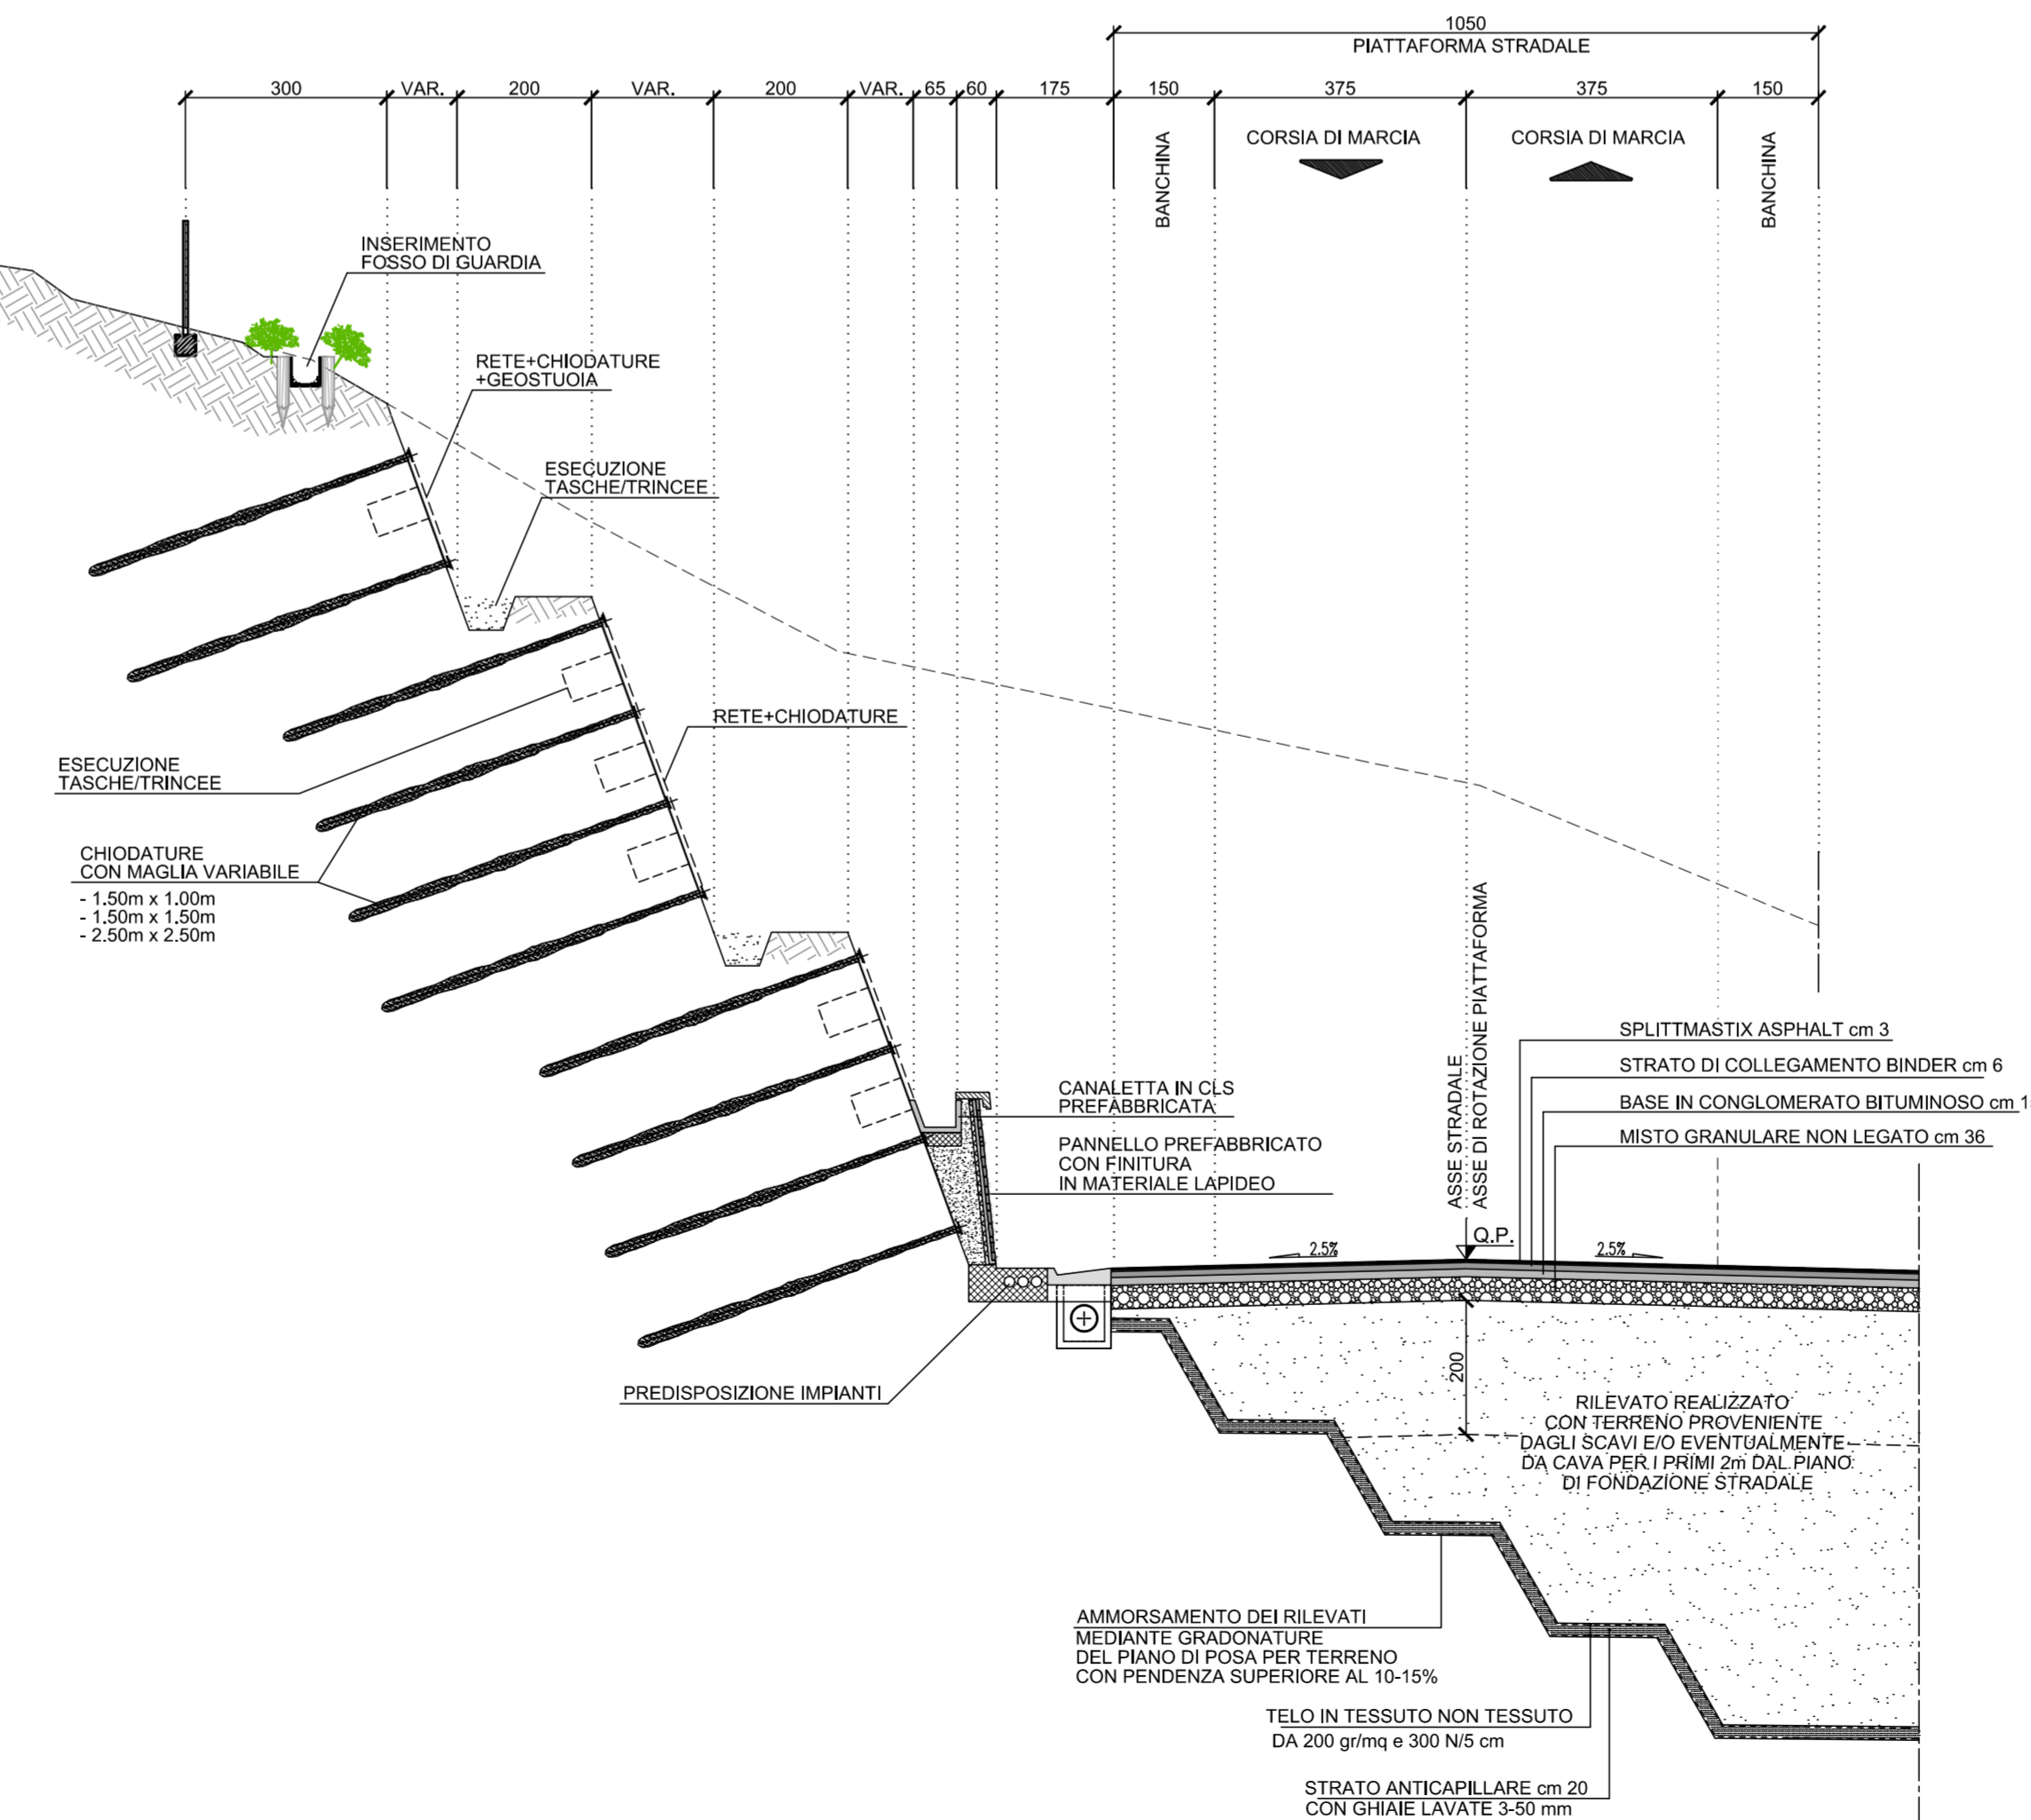 1050
PIATTAFORMA STRADALE
300
VAR.
200
VAR.
200
VAR.
65
60
175
150
375
375
150
BANCHINA
CORSIA DI MARCIA
CORSIA DI MARCIA
BANCHINA
INSERIMENTO
FOSSO DI GUARDIA
RETE+CHIODATURE
+GEOSTUOIA
ESECUZIONE
TASCHE/TRINCEE
RETE+CHIODATURE
ESECUZIONE
TASCHE/TRINCEE
CHIODATURE
CON MAGLIA VARIABILE
- 1.50m x 1.00m
- 1.50m x 1.50m
- 2.50m x 2.50m
ASSE STRADALE
ASSE DI ROTAZIONE PIATTAFORMA
SPLITTMASTIX ASPHALT cm 3
STRATO DI COLLEGAMENTO BINDER cm 6
BASE IN CONGLOMERATO BITUMINOSO cm
MISTO GRANULARE NON LEGATO cm 36
CANALETTA IN CLS
PREFABBRICATA
PANNELLO PREFABBRICATO
CON FINITURA
IN MATERIALE LAPIDEO
Q.P.
2.5%
2.5%
PREDISPOSIZIONE IMPIANTI
200
RILEVATO REALIZZATO
CON TERRENO PROVENIENTE
DAGLI SCAVI E/O EVENTUALMENTE
DA CAVA PER I PRIMI 2m DAL PIANO
DI FONDAZIONE STRADALE
AMMORSAMENTO DEI RILEVATI
MEDIANTE GRADONATURE
DEL PIANO DI POSA PER TERRENO
CON PENDENZA SUPERIORE AL 10-15%
TELO IN TESSUTO NON TESSUTO
DA 200 gr/mq e 300 N/5 cm
STRATO ANTICAPILLARE cm 20
CON GHIAIE LAVATE 3-50 mm